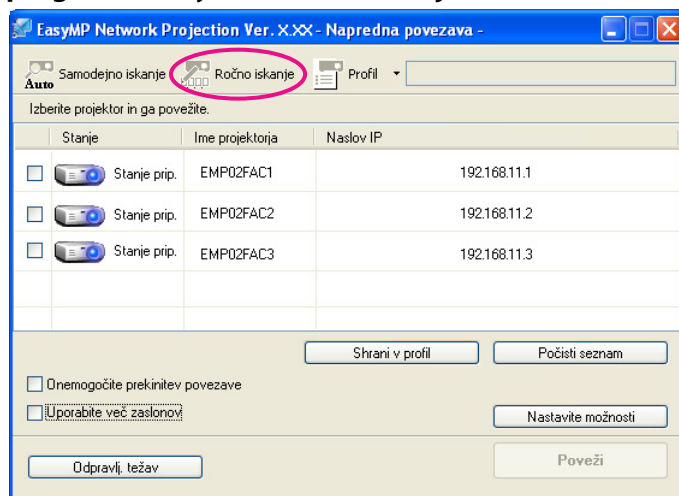 EasyMP Network Projection Ver. X.XX - Napredna povezava -
Auto Samodejno iskanje Ročno iskanje Profil
Izberite projektor in ga povežite.
Stanje Ime projektorja Naslov IP
Stanje prip. EMP02FAC1 192.168.11.1
Stanje prip. EMP02FAC2 192.168.11.2
Stanje prip. EMP02FAC3 192.168.11.3
Shrani v profil Počisti seznam
Onemogočite prekinitev povezave
Uporabite več zaslonov
Nastavite možnosti
Odpravlj. težav Poveži